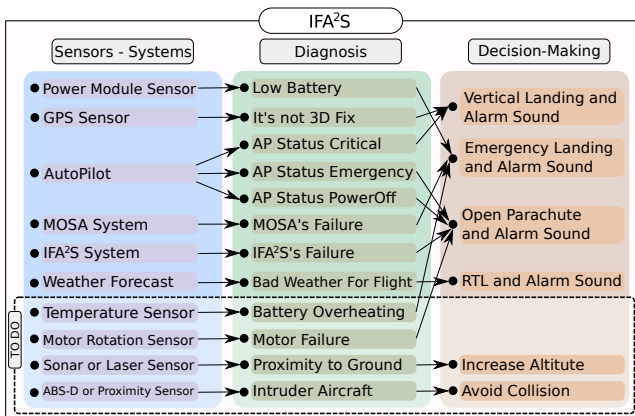 IFA²S
Sensors - Systems
Diagnosis
Decision-Making
Power Module Sensor
Low Battery
GPS Sensor
It's not 3D Fix
Vertical Landing and
Alarm Sound
AP Status Critical
AutoPilot
AP Status Emergency
Emergency Landing
and Alarm Sound
AP Status PowerOff
MOSA System
MOSA's Failure
Open Parachute
and Alarm Sound
IFA²S System
IFA²S's Failure
Weather Forecast
Bad Weather For Flight
RTL and Alarm Sound
TO DO
Temperature Sensor
Battery Overheating
Motor Rotation Sensor
Motor Failure
Sonar or Laser Sensor
Proximity to Ground
Increase Altitute
ABS-D or Proximity Sensor
Intruder Aircraft
Avoid Collision